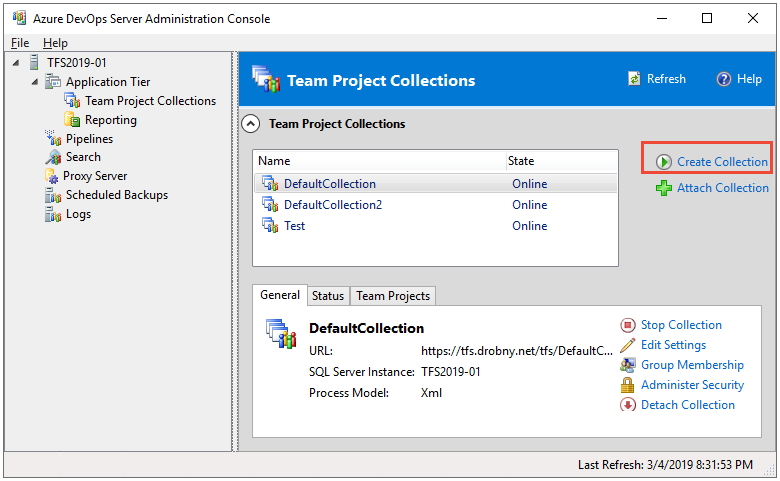 Azure DevOps Server Administration Console
File Help
TFS2019-01
Application Tier
Team Project Collections
Reporting
Pipelines
Search
Proxy Server
Scheduled Backups
Logs
Team Project Collections
Refresh
Help
Team Project Collections
Name State
DefaultCollection Online
DefaultCollection2 Online
Test Online
Create Collection
Attach Collection
General Status Team Projects
DefaultCollection
URL: https://tfs.drobny.net/tfs/DefaultC...
SQL Server Instance: TFS2019-01
Process Model: Xml
Stop Collection
Edit Settings
Group Membership
Administer Security
Detach Collection
Last Refresh: 3/4/2019 8:31:53 PM